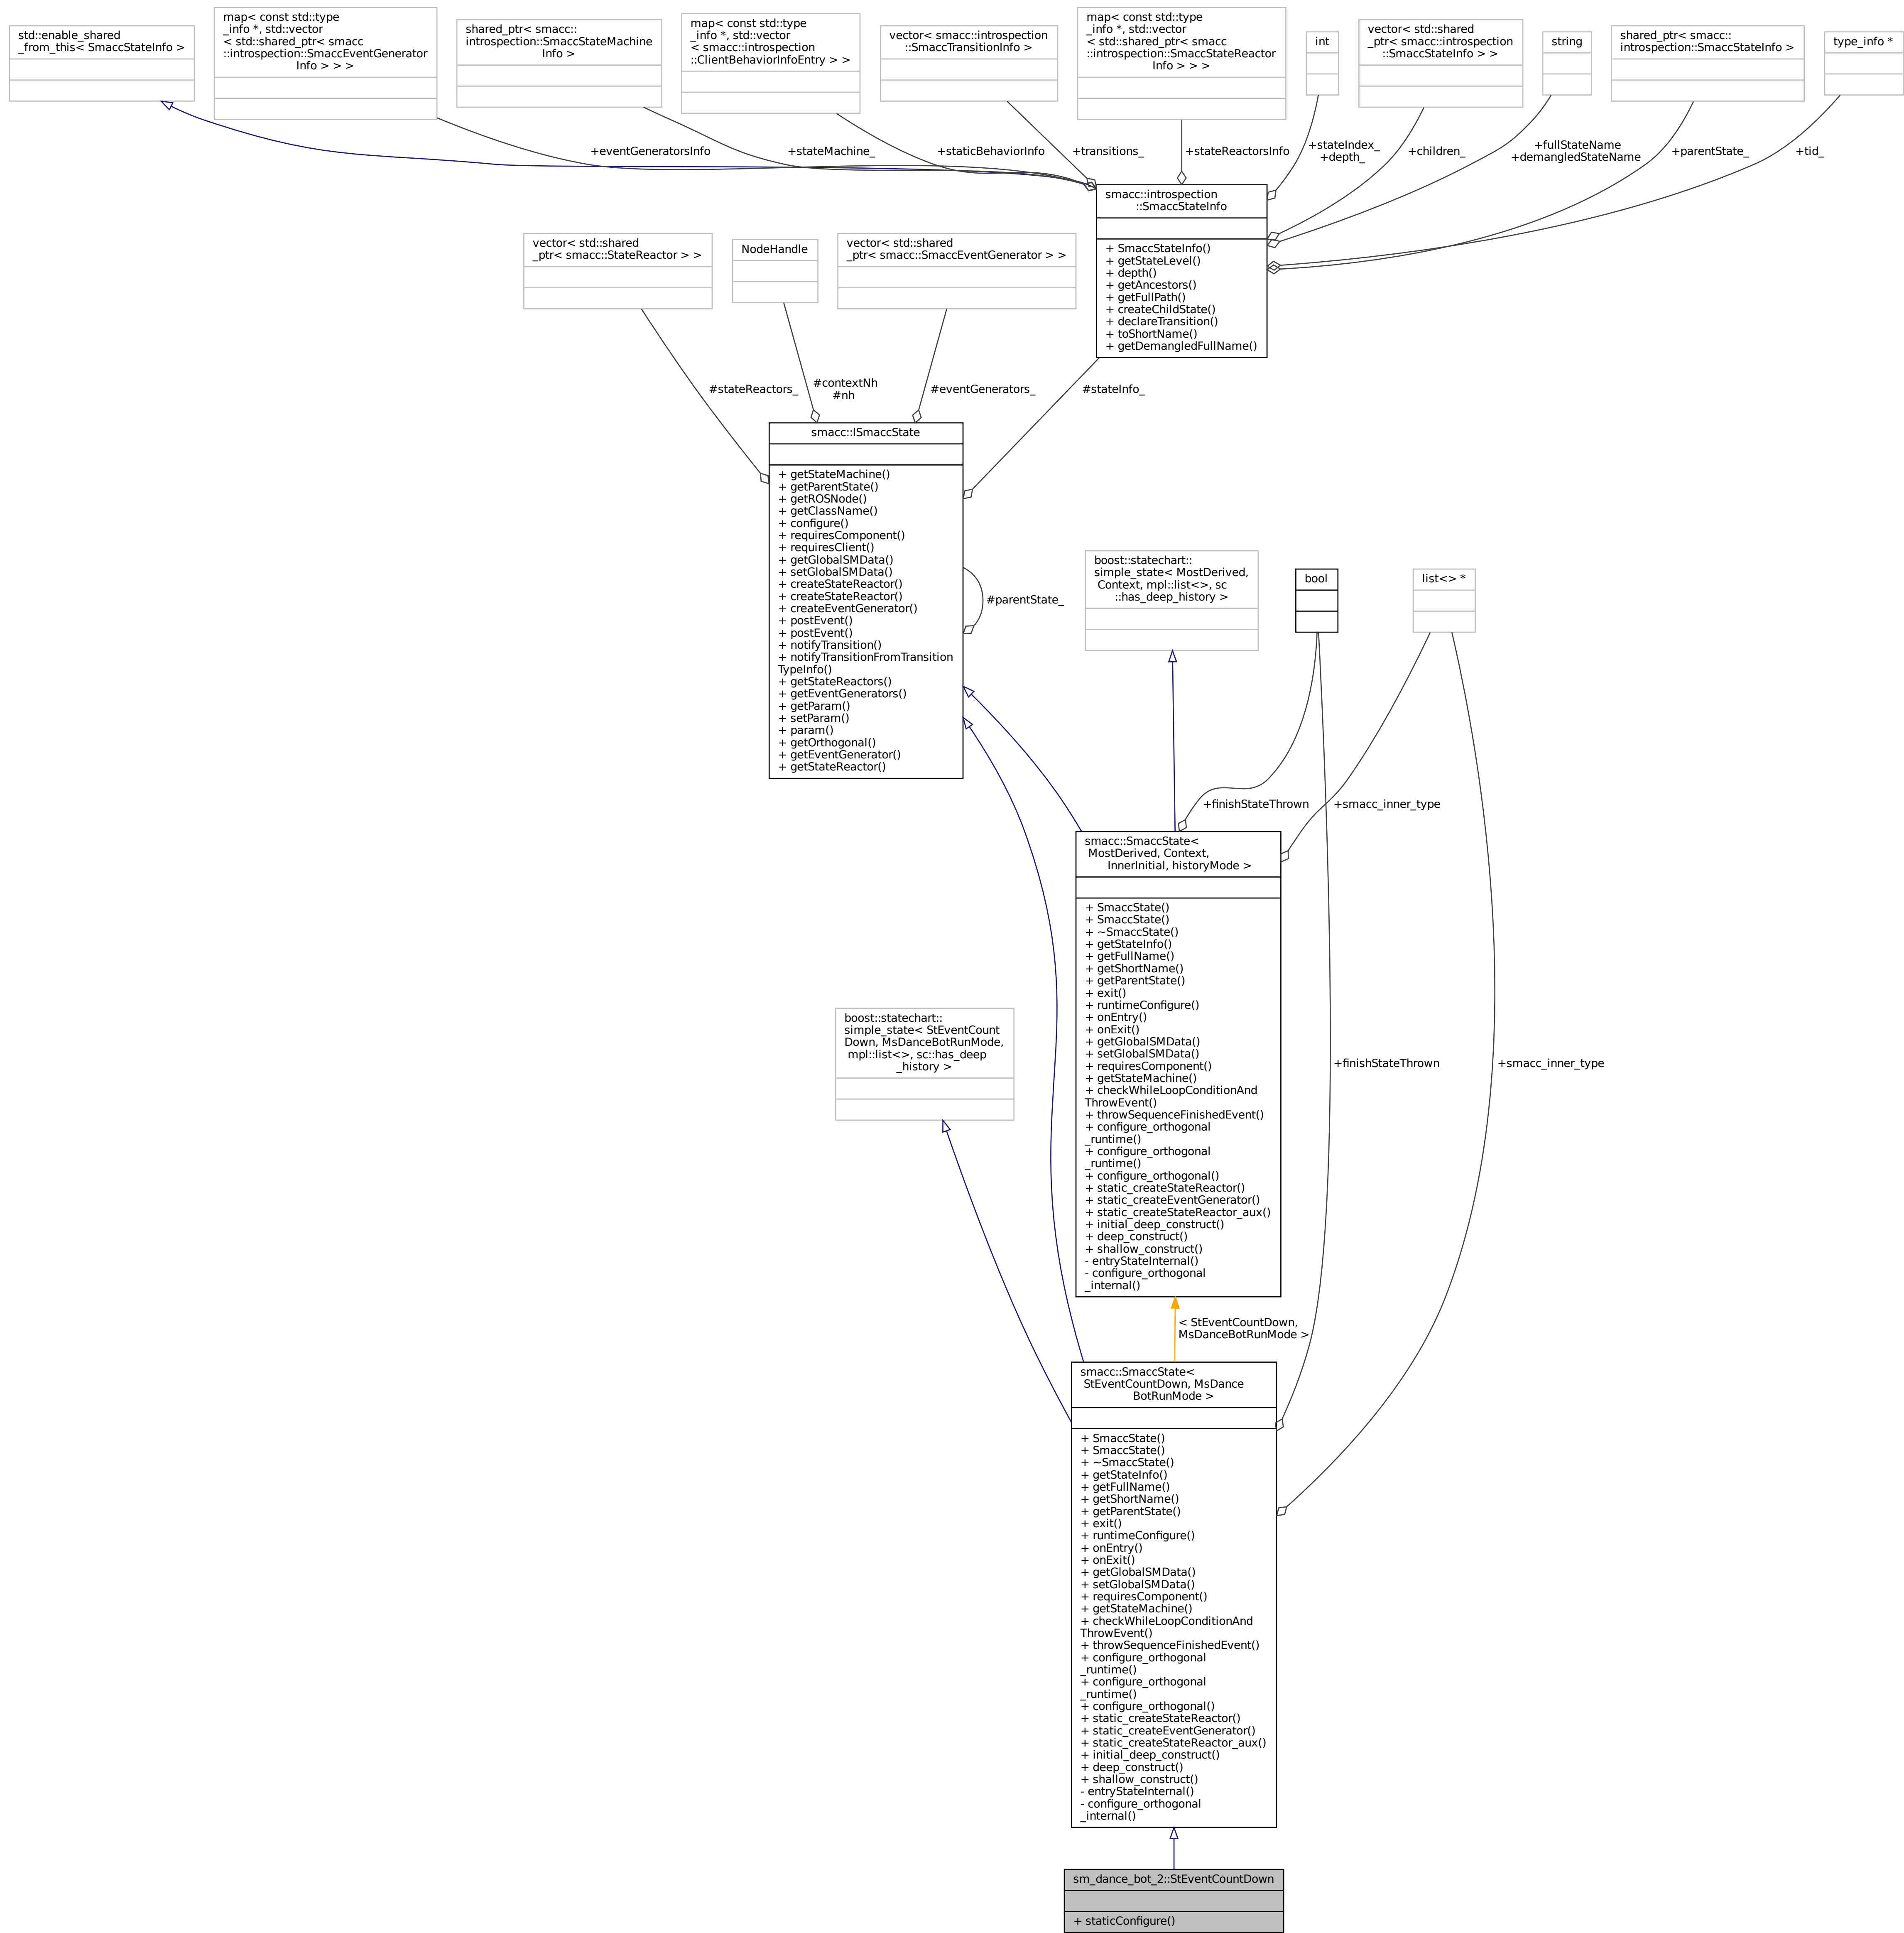 std::enable_shared
_from_this< SmaccStateInfo >
map< const std::type
_info *, std::vector
< std::shared_ptr< smacc
::introspection::SmaccEventGenerator
Info > > >
shared_ptr< smacc::
introspection::SmaccStateMachine
Info >
map< const std::type
_info *, std::vector
< smacc::introspection
::ClientBehaviorInfoEntry > >
vector< smacc::introspection
::SmaccTransitionInfo >
map< const std::type
_info *, std::vector
< std::shared_ptr< smacc
::introspection::SmaccStateReactor
Info > > >
int
vector< std::shared
_ptr< smacc::introspection
::SmaccStateInfo > >
string
shared_ptr< smacc::
introspection::SmaccStateInfo >
type_info *
+eventGeneratorsInfo
+stateMachine_
+staticBehaviorInfo
+transitions_
+stateReactorsInfo
+stateIndex_
+depth_
+children_
+fullStateName
+demangledStateName
+parentState_
+tid_
smacc::introspection
::SmaccStateInfo
+ SmaccStateInfo()
+ getStateLevel()
+ depth()
+ getAncestors()
+ getFullPath()
+ createChildState()
+ declareTransition()
+ toShortName()
+ getDemangledFullName()
vector< std::shared
_ptr< smacc::StateReactor > >
NodeHandle
vector< std::shared
_ptr< smacc::SmaccEventGenerator > >
#stateReactors_
#contextNh
#nh
#eventGenerators_
#stateInfo_
smacc::ISmaccState
+ getStateMachine()
+ getParentState()
+ getROSNode()
+ getClassName()
+ configure()
+ requiresComponent()
+ requiresClient()
+ getGlobalSMData()
+ setGlobalSMData()
+ createStateReactor()
+ createStateReactor()
+ createEventGenerator()
+ postEvent()
+ postEvent()
+ notifyTransition()
+ notifyTransitionFromTransition
TypeInfo()
+ getStateReactors()
+ getEventGenerators()
+ getParam()
+ setParam()
+ param()
+ getOrthogonal()
+ getEventGenerator()
+ getStateReactor()
#parentState_
boost::statechart::
simple_state< MostDerived,
Context, mpl::list<>, sc
::has_deep_history >
bool
list<> *
+finishStateThrown
+smacc_inner_type
smacc::SmaccState<
MostDerived, Context,
InnerInitial, historyMode >
+ SmaccState()
+ SmaccState()
+ ~SmaccState()
+ getStateInfo()
+ getFullName()
+ getShortName()
+ getParentState()
+ exit()
+ runtimeConfigure()
+ onEntry()
+ onExit()
+ getGlobalSMData()
+ setGlobalSMData()
+ requiresComponent()
+ getStateMachine()
+ checkWhileLoopConditionAnd
ThrowEvent()
+ throwSequenceFinishedEvent()
+ configure_orthogonal
_runtime()
+ configure_orthogonal
_runtime()
+ configure_orthogonal()
+ static_createStateReactor()
+ static_createEventGenerator()
+ static_createStateReactor_aux()
+ initial_deep_construct()
+ deep_construct()
+ shallow_construct()
- entryStateInternal()
- configure_orthogonal
_internal()
boost::statechart::
simple_state< StEventCount
Down, MsDanceBotRunMode,
mpl::list<>, sc::has_deep
_history >
+finishStateThrown
+smacc_inner_type
< StEventCountDown,
MsDanceBotRunMode >
smacc::SmaccState<
StEventCountDown, MsDance
BotRunMode >
+ SmaccState()
+ SmaccState()
+ ~SmaccState()
+ getStateInfo()
+ getFullName()
+ getShortName()
+ getParentState()
+ exit()
+ runtimeConfigure()
+ onEntry()
+ onExit()
+ getGlobalSMData()
+ setGlobalSMData()
+ requiresComponent()
+ getStateMachine()
+ checkWhileLoopConditionAnd
ThrowEvent()
+ throwSequenceFinishedEvent()
+ configure_orthogonal
_runtime()
+ configure_orthogonal
_runtime()
+ configure_orthogonal()
+ static_createStateReactor()
+ static_createEventGenerator()
+ static_createStateReactor_aux()
+ initial_deep_construct()
+ deep_construct()
+ shallow_construct()
- entryStateInternal()
- configure_orthogonal
_internal()
sm_dance_bot_2::StEventCountDown
+ staticConfigure()